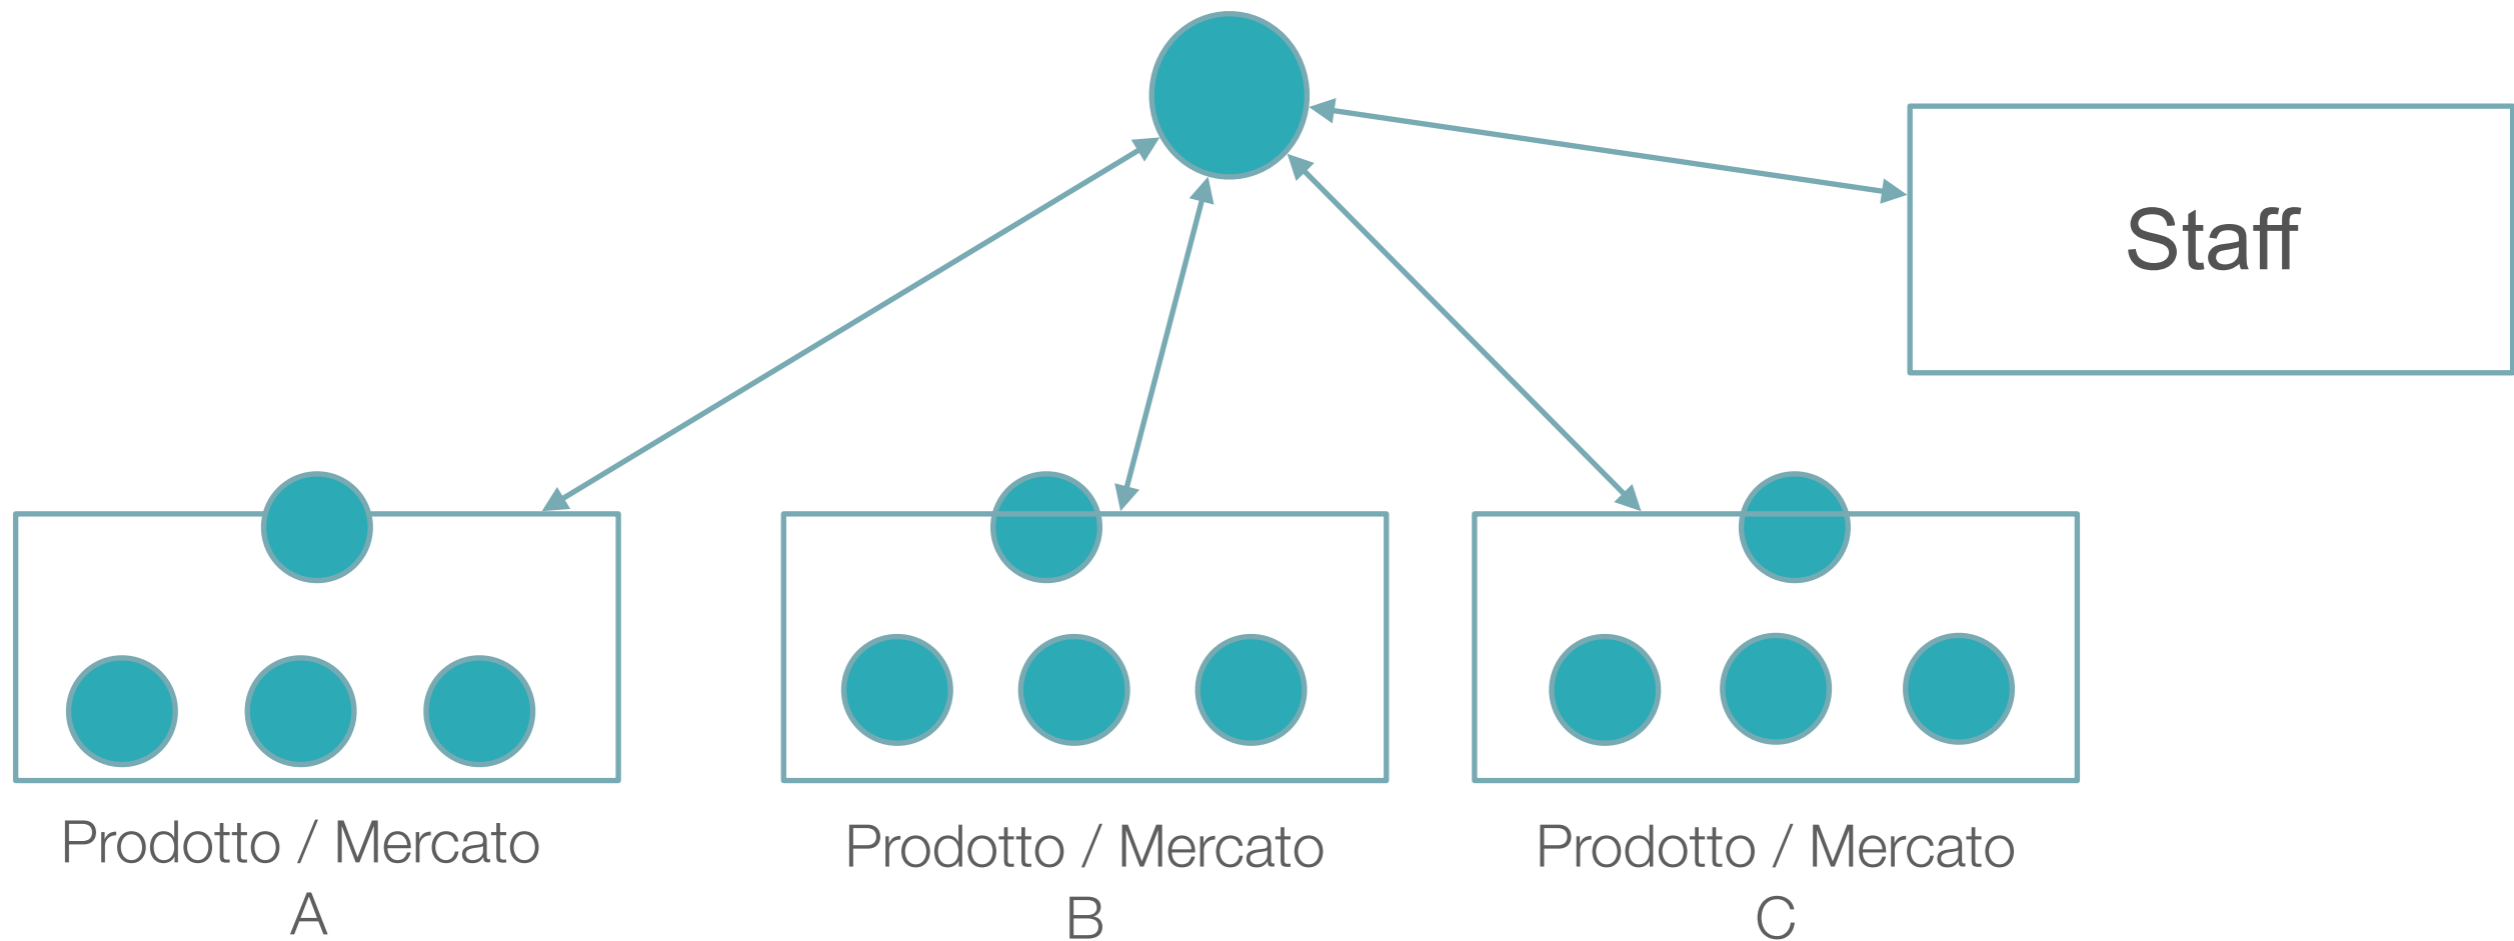 Staff
Prodotto / Mercato
A
Prodotto / Mercato
B
Prodotto / Mercato
C